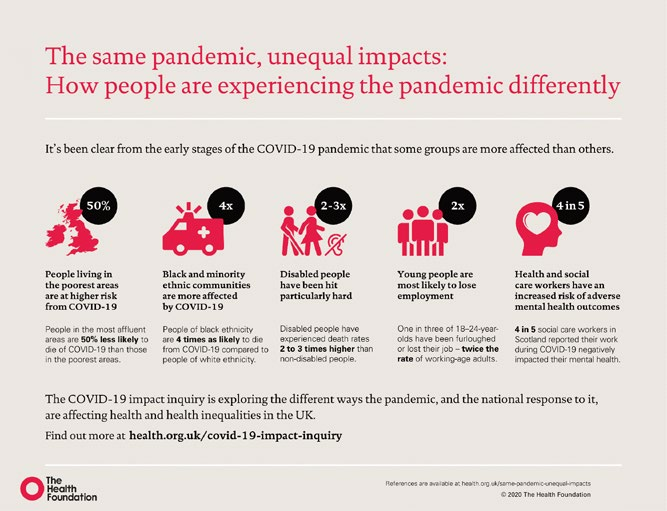 The same pandemic, unequal impacts:
How people are experiencing the pandemic differently
It's been clear from the early stages of the COVID-19 pandemic that some groups are more affected than others.
50%
People living in
the poorest areas
are at higher risk
from COVID-19
People in the most affluent
areas are 50% less likely to
die of COVID-19 than those
in the poorest areas.
4x
Black and minority
ethnic communities
are more affected
by COVID-19
People of black ethnicity
are 4 times as likely to die
from COVID-19 compared to
people of white ethnicity.
2-3x
Disabled people
have been hit
particularly hard
Disabled people have
experienced death rates
2 to 3 times higher than
non-disabled people.
2x
Young people are
most likely to lose
employment
One in three of 18–24-year-
olds have been furloughed
or lost their job – twice the
rate of working-age adults.
4 in 5
Health and social
care workers have an
increased risk of adverse
mental health outcomes
4 in 5 social care workers in
Scotland reported their work
during COVID-19 negatively
impacted their mental health.
The COVID-19 impact inquiry is exploring the different ways the pandemic, and the national response to it,
are affecting health and health inequalities in the UK.
Find out more at health.org.uk/covid-19-impact-inquiry
The
Health
Foundation
References are available at health.org.uk/same-pandemic-unequal-impacts
© 2020 The Health Foundation